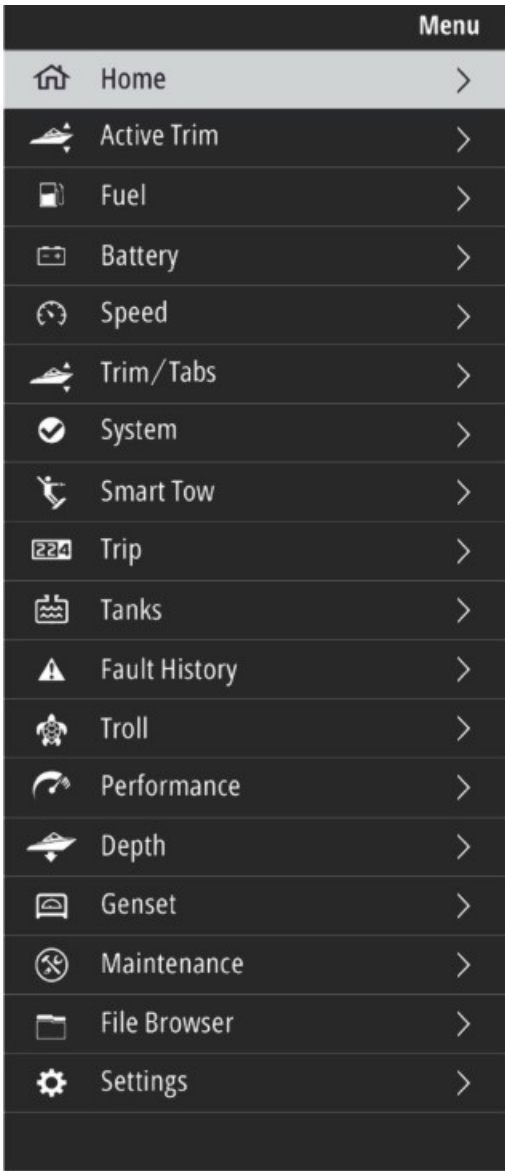 Menu
Home
Active Trim
Fuel
Battery
Speed
Trim/Tabs
System
Smart Tow
224 Trip
Tanks
Fault History
Troll
Performance
Depth
Genset
Maintenance
File Browser
Settings